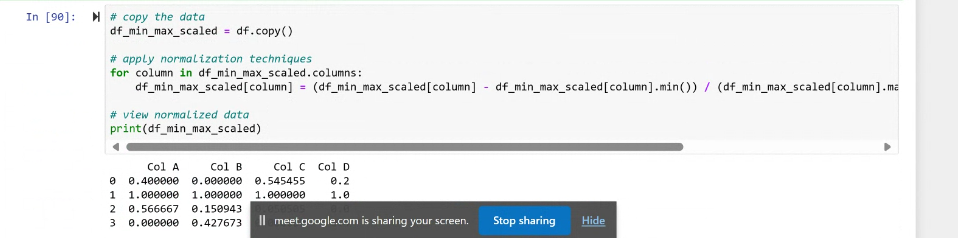 In [90]:
# copy the data
df_min_max_scaled = df.copy()
# apply normalization techniques
for column in df_min_max_scaled.columns:
df_min_max_scaled[column] = (df_min_max_scaled[column] - df_min_max_scaled[column].min()) / (df_min_max_scaled[column].ma
# view normalized data
print(df_min_max_scaled)
Col A Col B Col C Col D
0 0.400000 0.000000 0.545455 0.2
1 1.000000 1.000000 1.000000 1.0
2 0.566667 0.150943
3 0.000000 0.427673
meet.google.com is sharing your screen. Stop sharing Hide